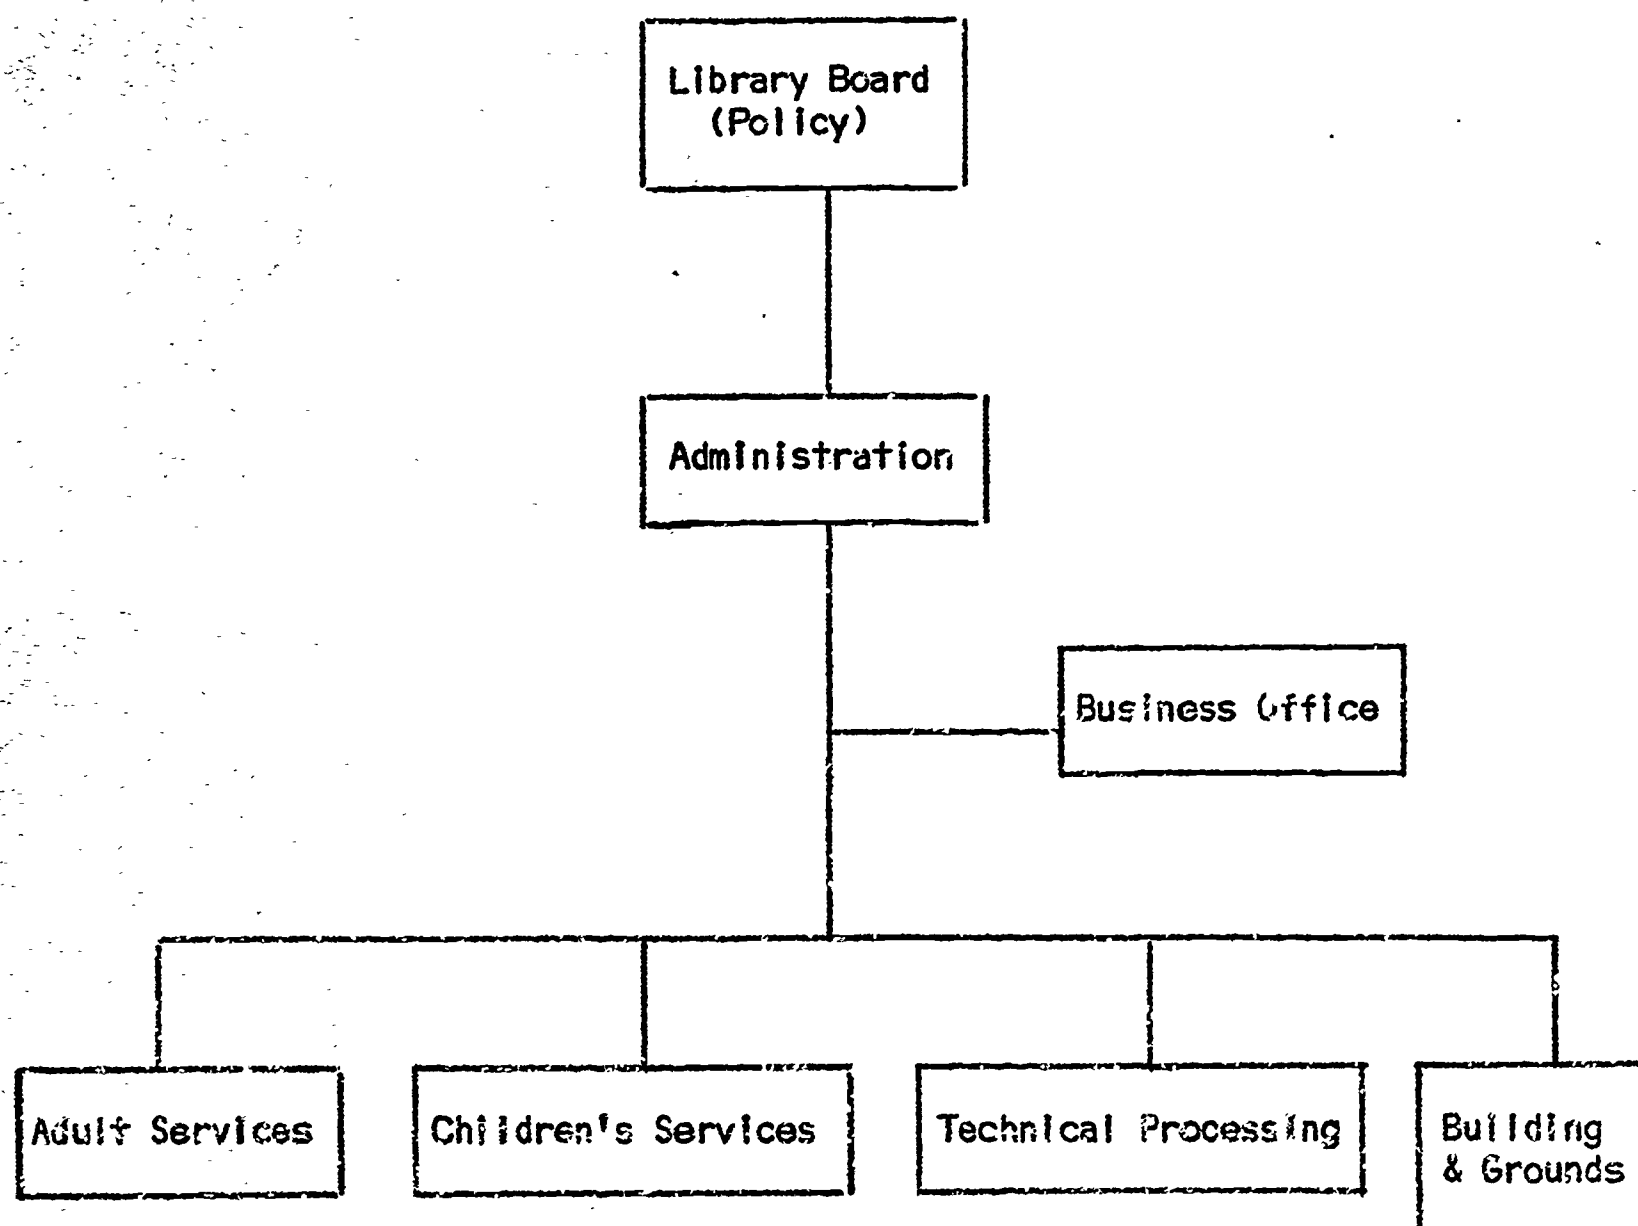 Library Board
(Policy)
Administration
Business Office
Adult Services
Children's Services
Technical Processing
Building
& Grounds